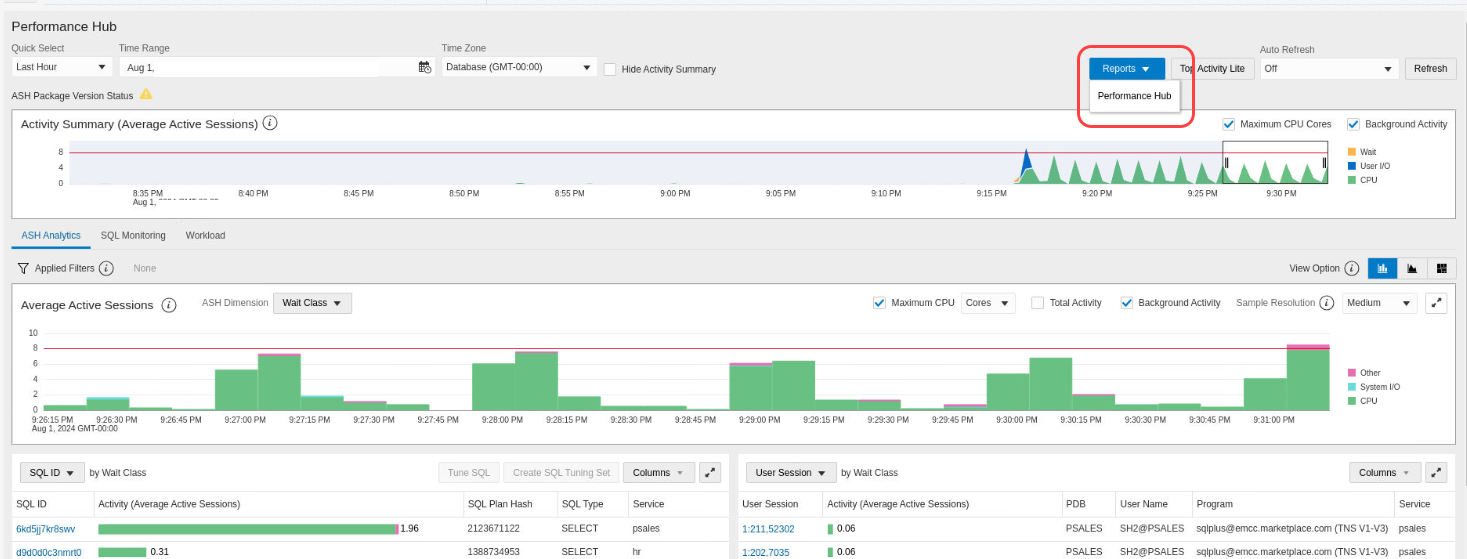 Performance Hub
Quick Select
Time Range
Time Zone
Auto Refresh
Last Hour
Aug 1,
Database (GMT-00:00)
Hide Activity Summary
Reports
Top Activity Lite
Off
Refresh
Performance Hub
ASH Package Version Status
Activity Summary (Average Active Sessions)
Maximum CPU Cores
Background Activity
8
4
0
Wait
User I/O
CPU
8:35 PM 8:40 PM 8:45 PM 8:50 PM 8:55 PM 9:00 PM 9:05 PM 9:10 PM 9:15 PM 9:20 PM 9:25 PM 9:30 PM
Aug 1,
ASH Analytics SQL Monitoring Workload
Applied Filters None
View Option
Average Active Sessions
ASH Dimension
Wait Class
Maximum CPU
Cores
Total Activity
Background Activity
Sample Resolution
Medium
10
8
6
4
2
0
Other
System I/O
CPU
9:26:15 PM 9:26:30 PM 9:26:45 PM 9:27:00 PM 9:27:15 PM 9:27:30 PM 9:27:45 PM 9:28:00 PM 9:28:15 PM 9:28:30 PM 9:28:45 PM 9:29:00 PM 9:29:15 PM 9:29:30 PM 9:29:45 PM 9:30:00 PM 9:30:15 PM 9:30:30 PM 9:30:45 PM 9:31:00 PM
Aug 1, 2024 GMT-00:00
SQL ID by Wait Class Tune SQL Create SQL Tuning Set Columns
SQL ID Activity (Average Active Sessions) SQL Plan Hash SQL Type Service
6kd5jj7kr8swv 1.96 2123671122 SELECT psales
d9d0d0c3nmrt0 0.31 1388734953 SELECT hr
User Session by Wait Class Columns
User Session Activity (Average Active Sessions) PDB User Name Program Service
1:211,52302 0.06 PSALES SH2@PSALES sqlplus@emcc.marketplace.com (TNS V1-V3) psales
1:202,7035 0.06 PSALES SH2@PSALES sqlplus@emcc.marketplace.com (TNS V1-V3) psales